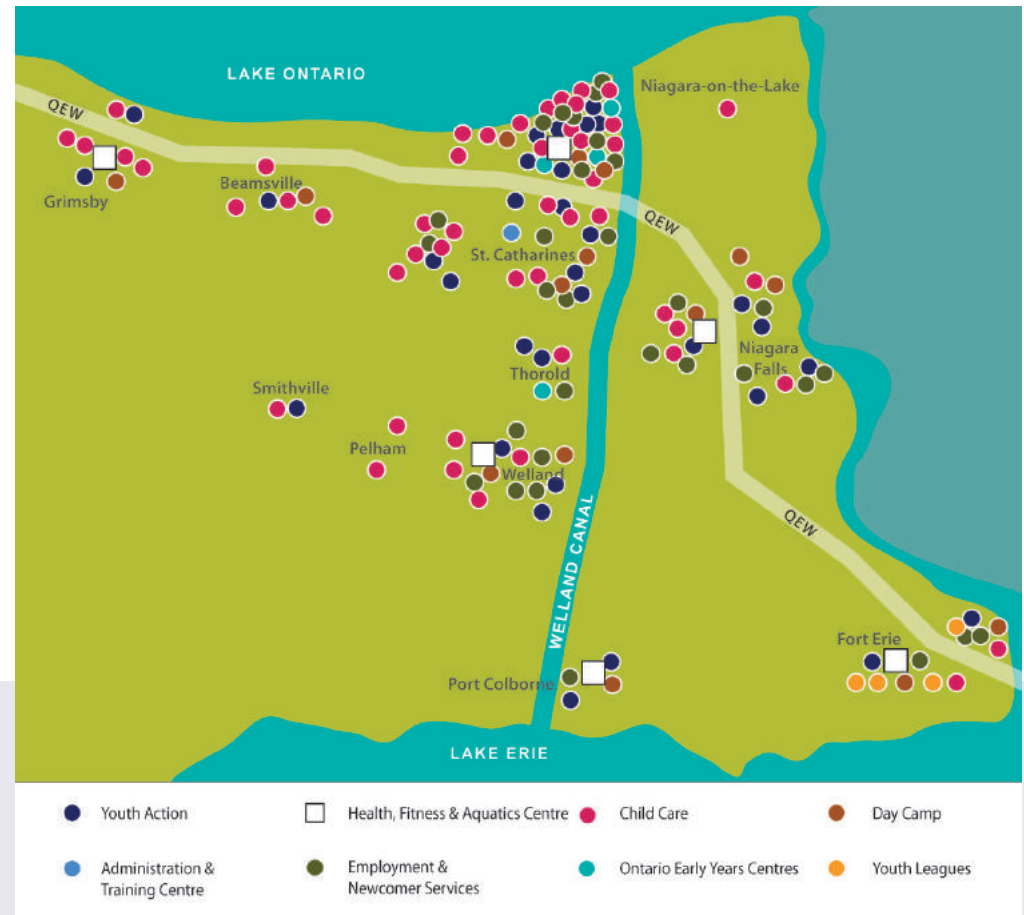 LAKE ONTARIO
Niagara-on-the-Lake
QEW
Beamsville
Grimsby
QEW
St. Catharines
Niagara
Falls
Thorold
Smithville
Pelham
Welland
QEW
WELLAND CANAL
Fort Erie
Port Colborne
LAKE ERIE
Youth Action
Health, Fitness & Aquatics Centre
Child Care
Day Camp
Administration &
Training Centre
Employment &
Newcomer Services
Ontario Early Years Centres
Youth Leagues